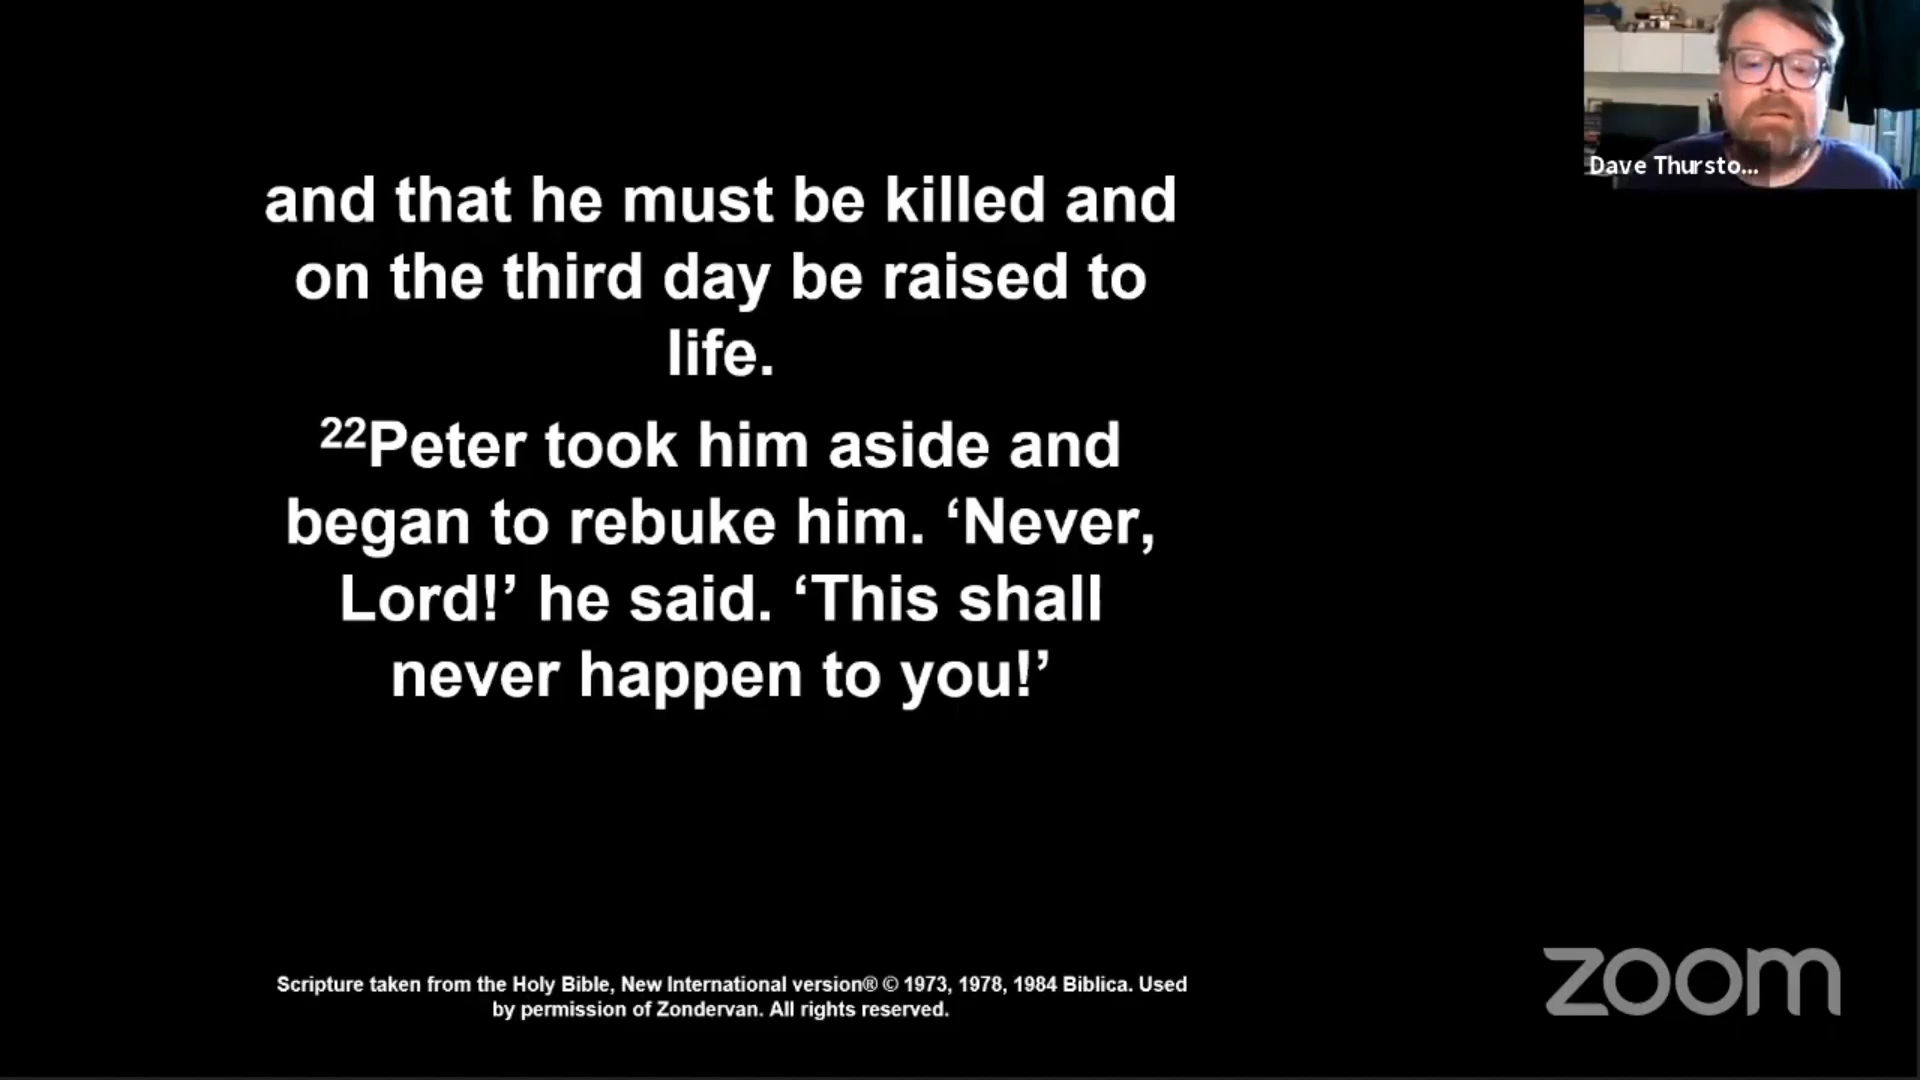 and that he must be killed and
on the third day be raised to
life.
²²Peter took him aside and
began to rebuke him. ‘Never,
Lord!’ he said. ‘This shall
never happen to you!’
Scripture taken from the Holy Bible, New International version® © 1973, 1978, 1984 Biblica. Used
by permission of Zondervan. All rights reserved.
Dave Thursto...
zoom